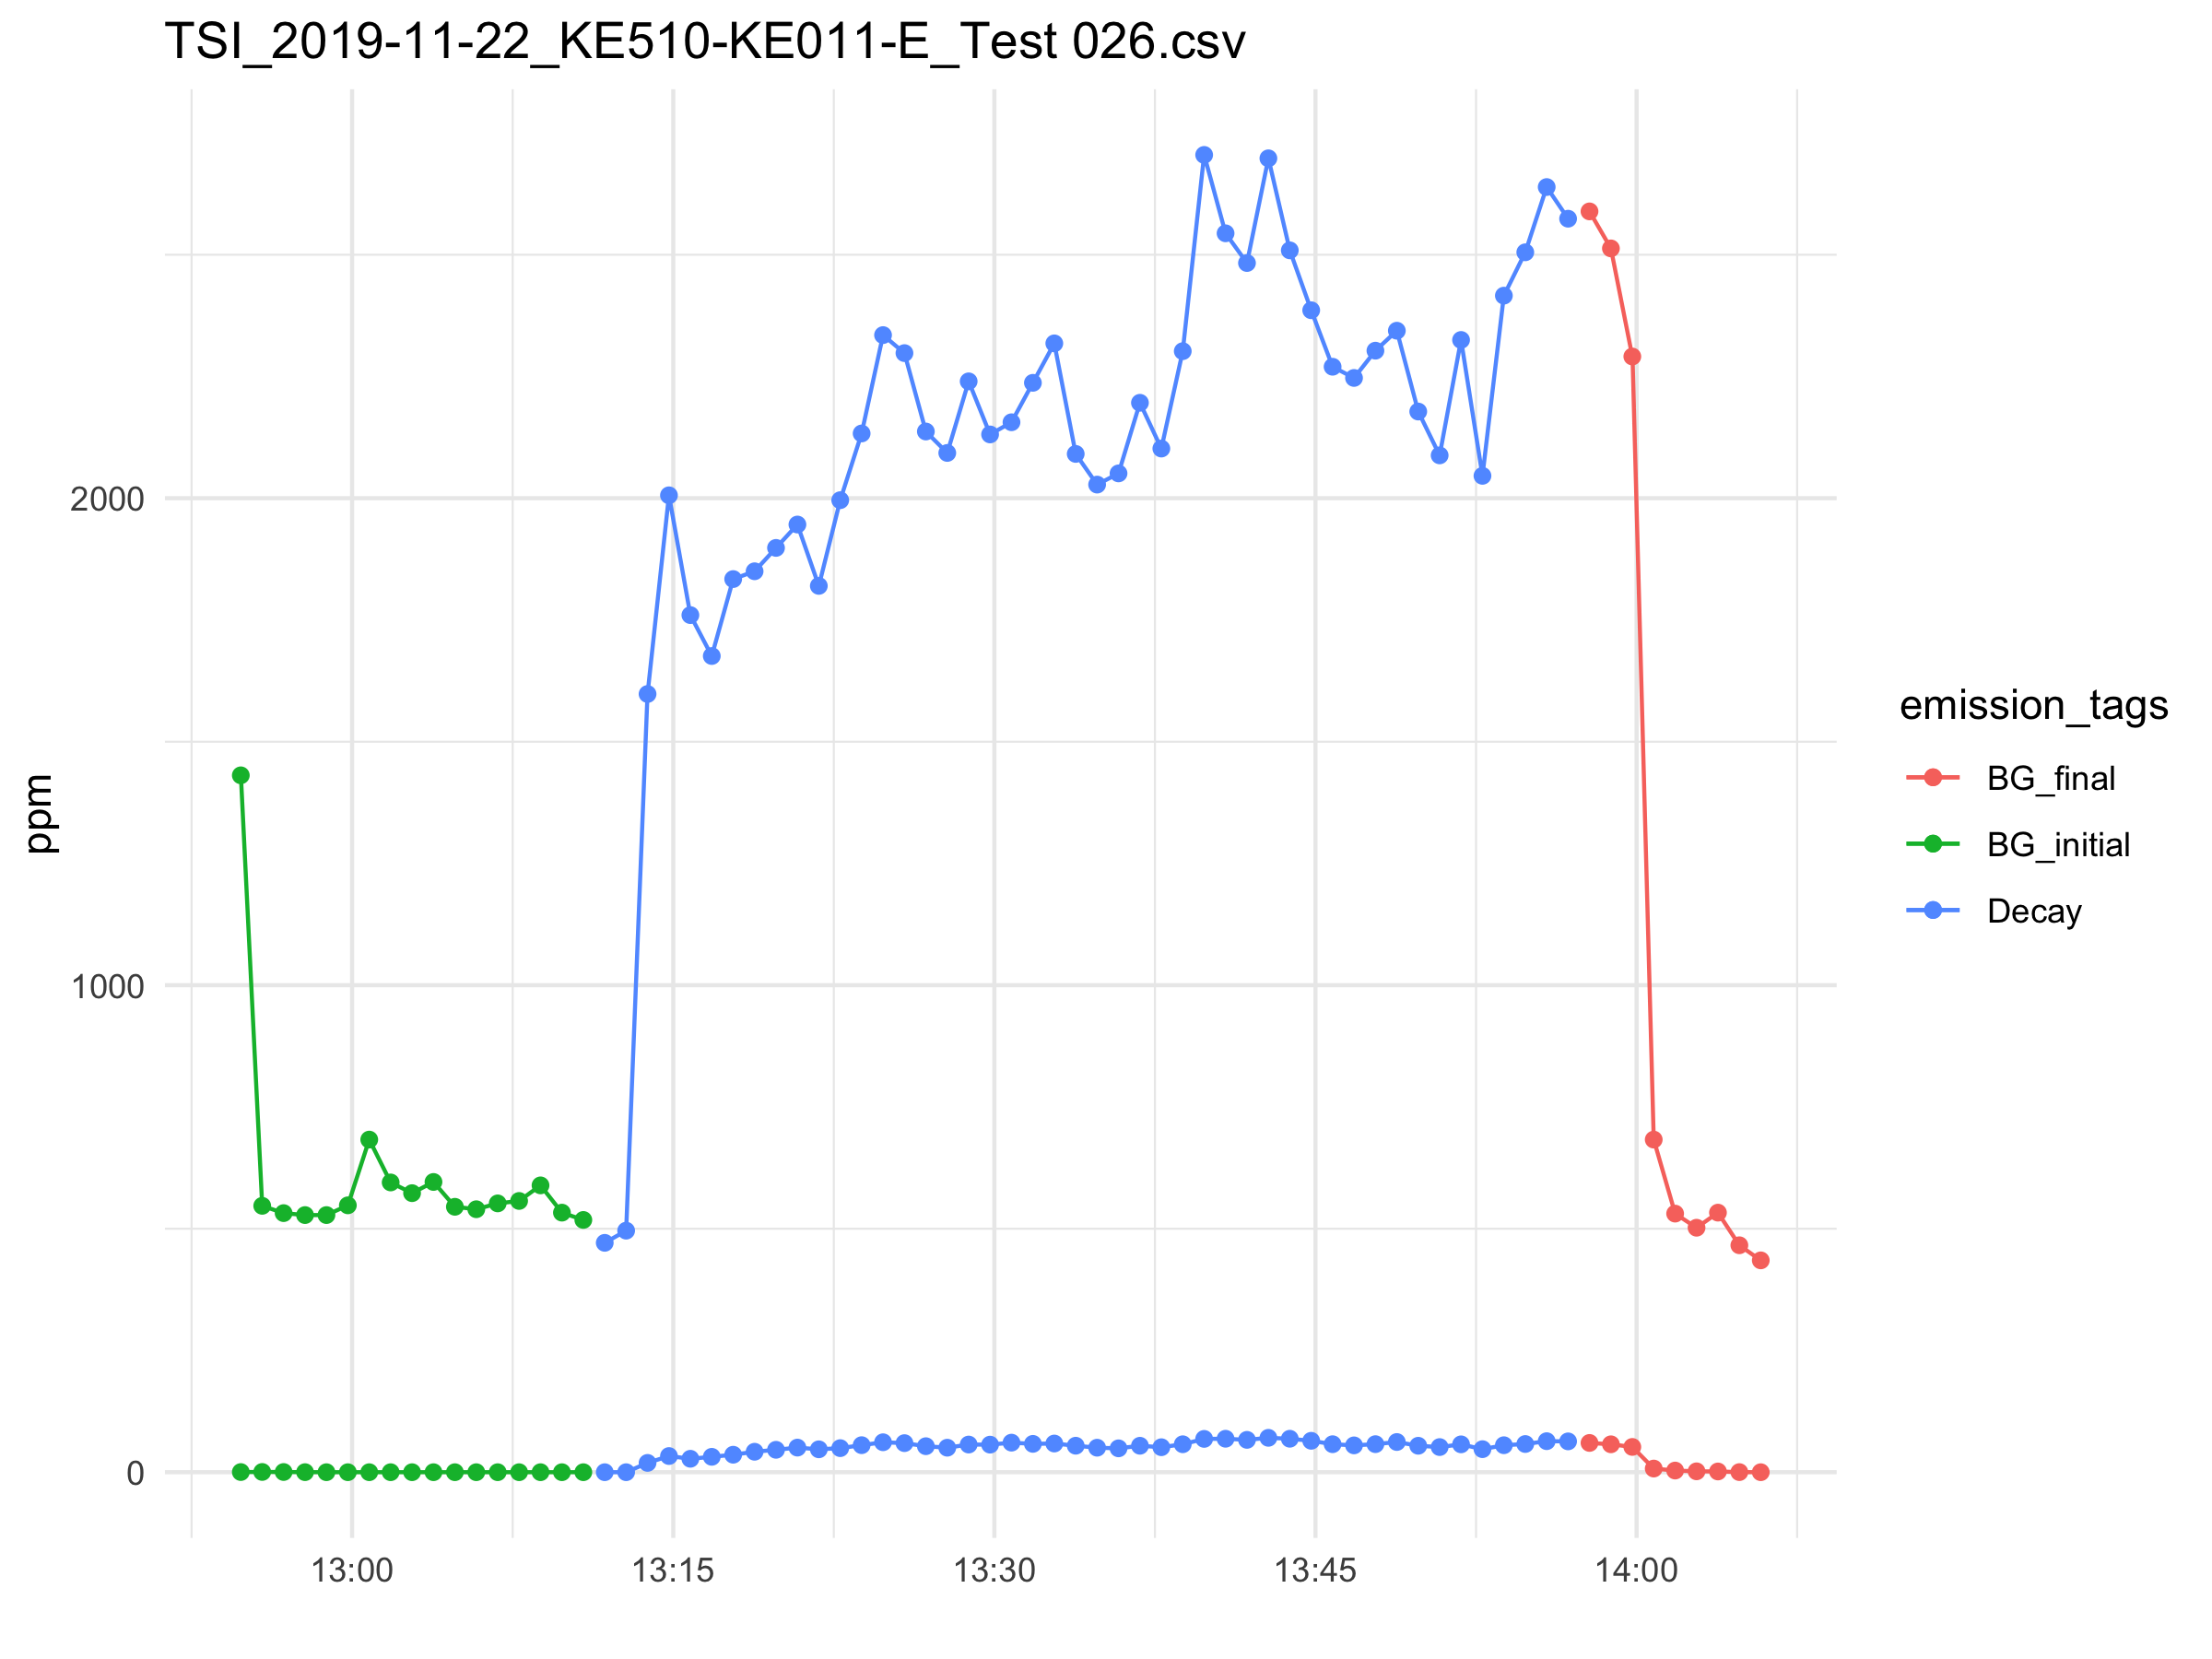 TSI_2019-11-22_KE510-KE011-E_Test 026.csv
ppm
2000
1000
0
13:00
13:15
13:30
13:45
14:00
emission_tags
BG_final
BG_initial
Decay